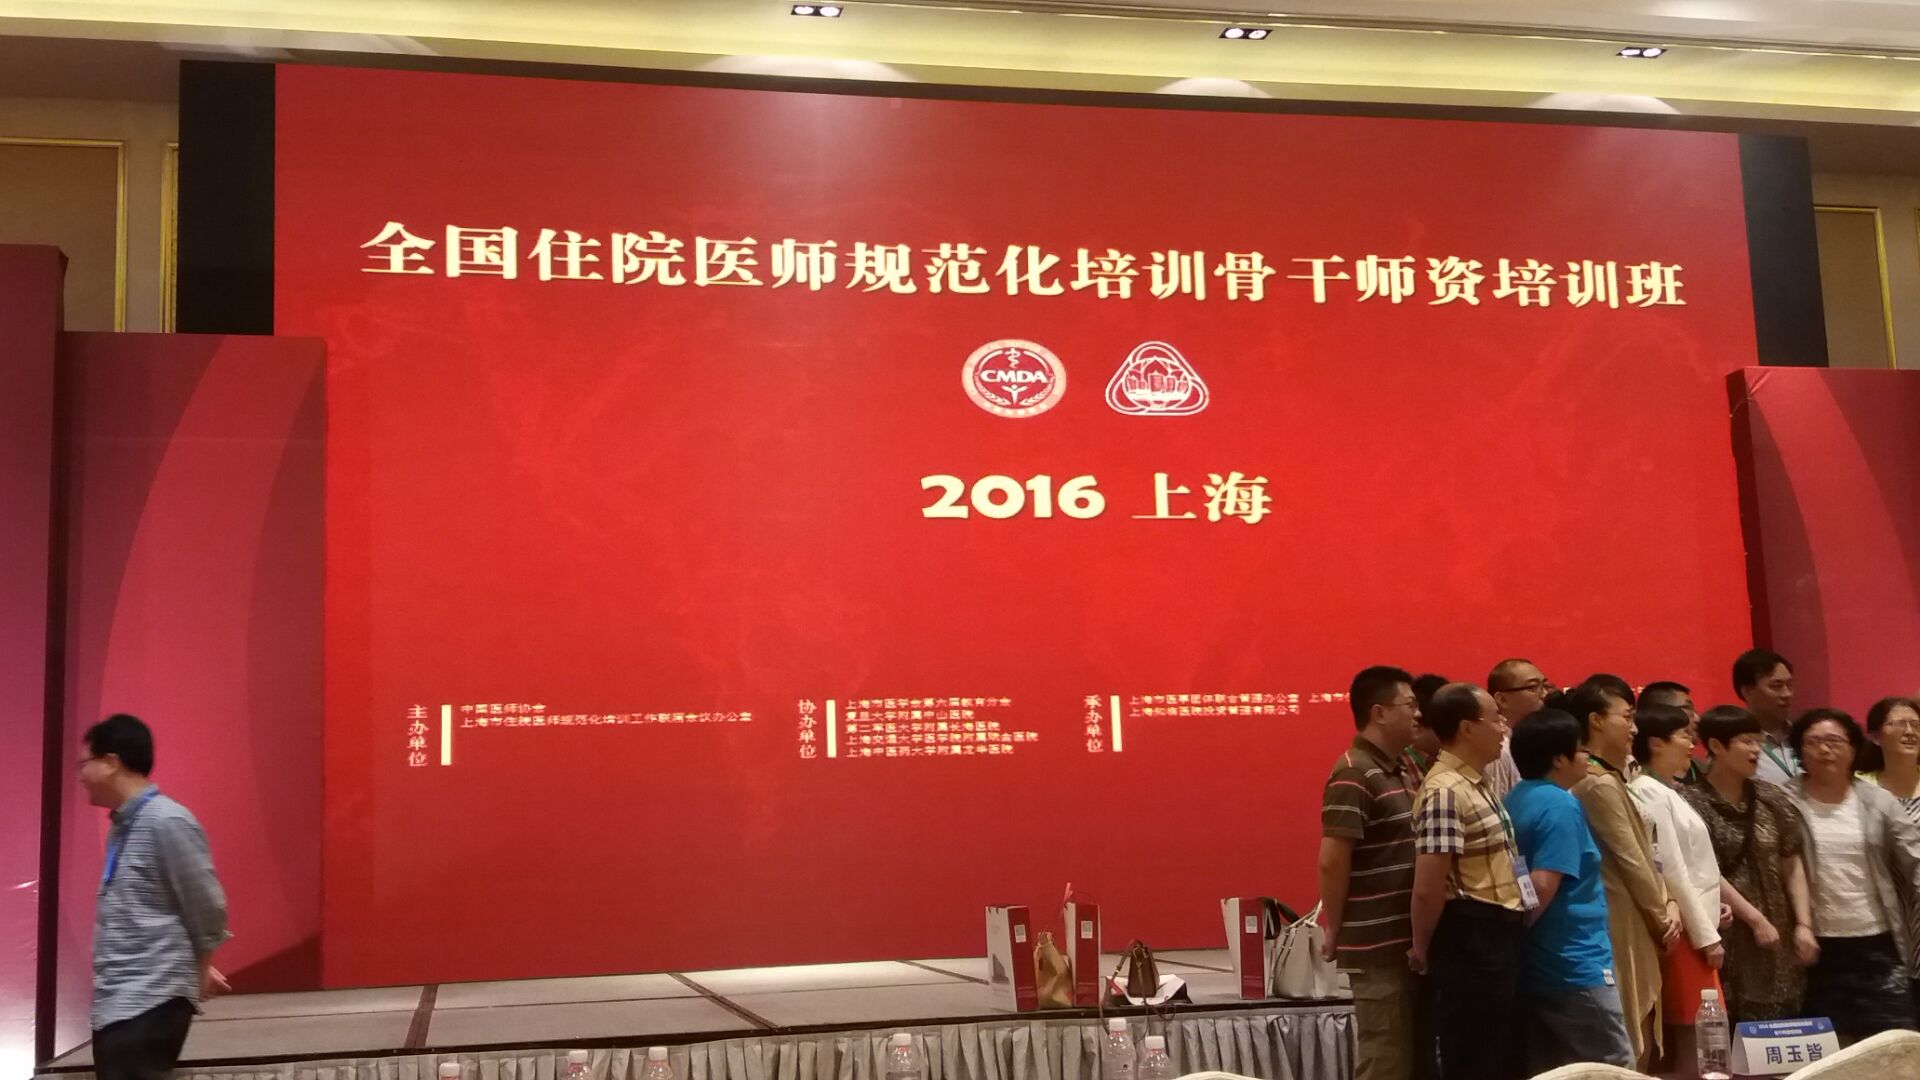 全国住院医师规范化培训骨干师资培训班
CMDA
2016 上海
主办单位
中国医师协会
上海市住院医师规范化培训工作联席会议办公室
协办单位
上海市医学会第六届教育分会
复旦大学附属中山医院
第二军医大学附属长海医院
上海交通大学医学院附属瑞金医院
上海中医药大学附属龙华医院
承办单位
上海市医事团体联合管理办公室 上海市
医院投资管理有限公司
周玉皆